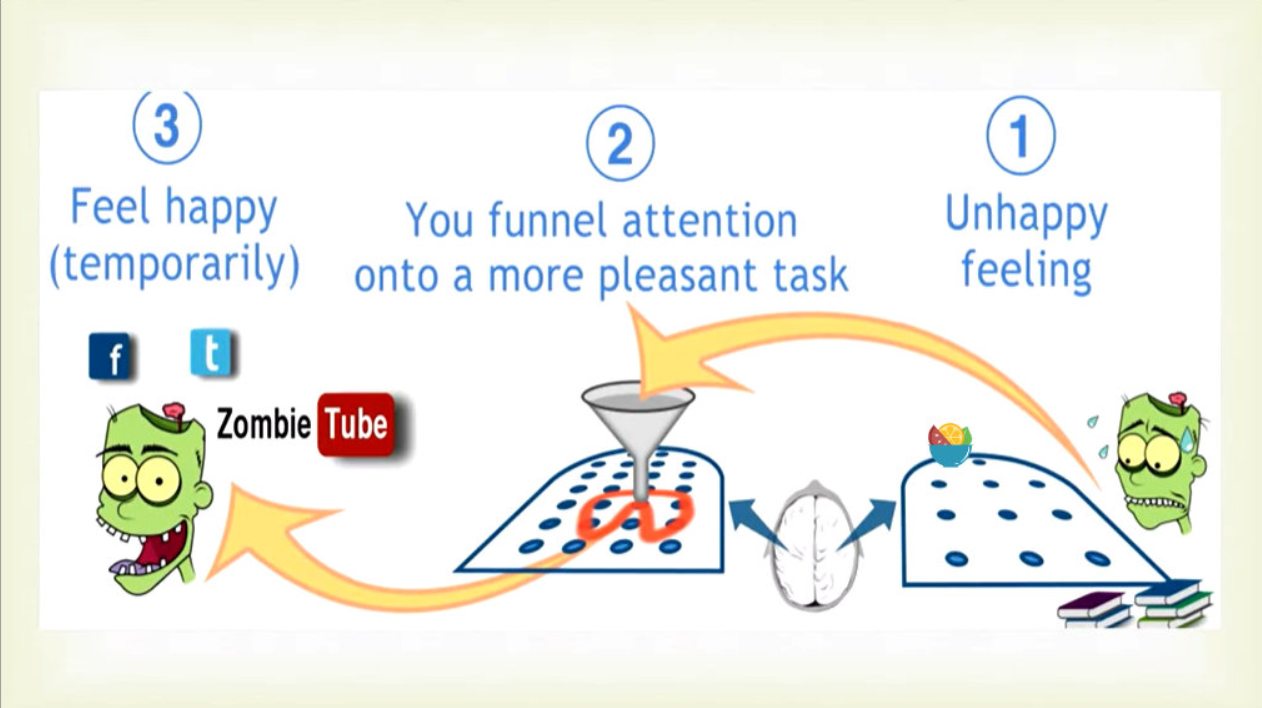 3
Feel happy
(temporarily)
2
You funnel attention
onto a more pleasant task
1
Unhappy
feeling
f
t
Zombie Tube